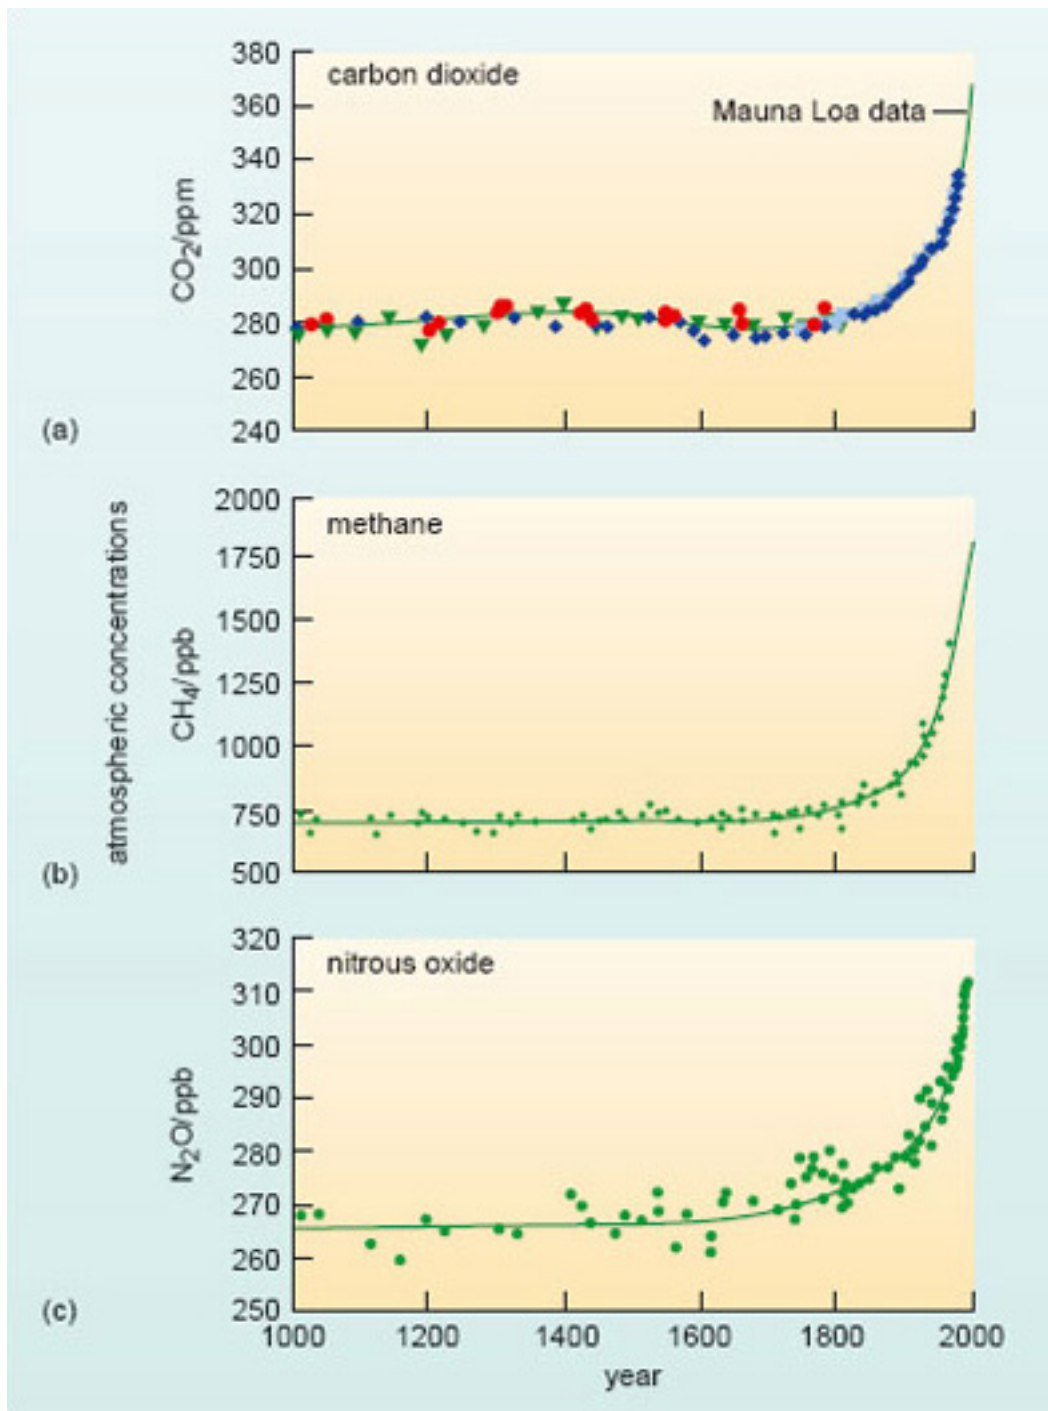 380
carbon dioxide
360
Mauna Loa data
340
320
300
280
260
240
CO₂/ppm
(a)
atmospheric concentrations
2000
methane
1750
1500
1250
1000
750
500
CH₄/ppb
(b)
320
nitrous oxide
310
300
290
280
270
260
250
N₂O/ppb
(c)
1000 1200 1400 1600 1800 2000
year